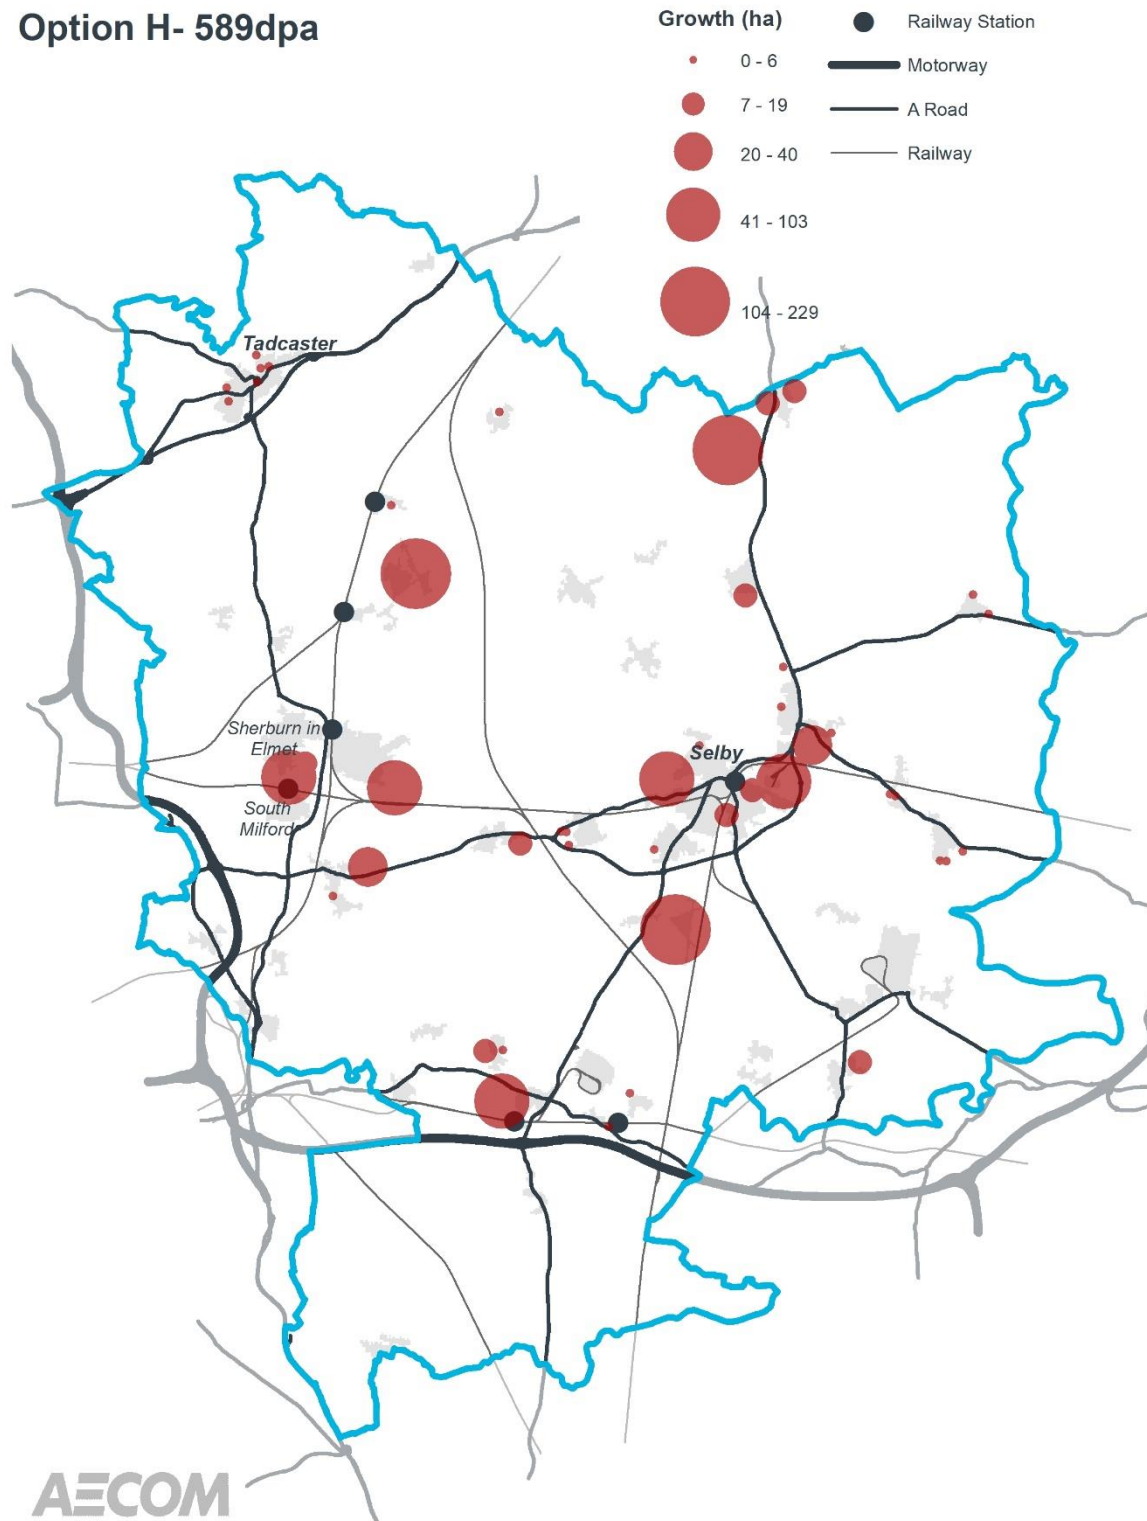 Option H- 589dpa
Growth (ha)
0 - 6
7 - 19
20 - 40
41 - 103
104 - 229
Railway Station
Motorway
A Road
Railway
Tadcaster
Sherburn in
Elmet
South
Milford
Selby
AECOM